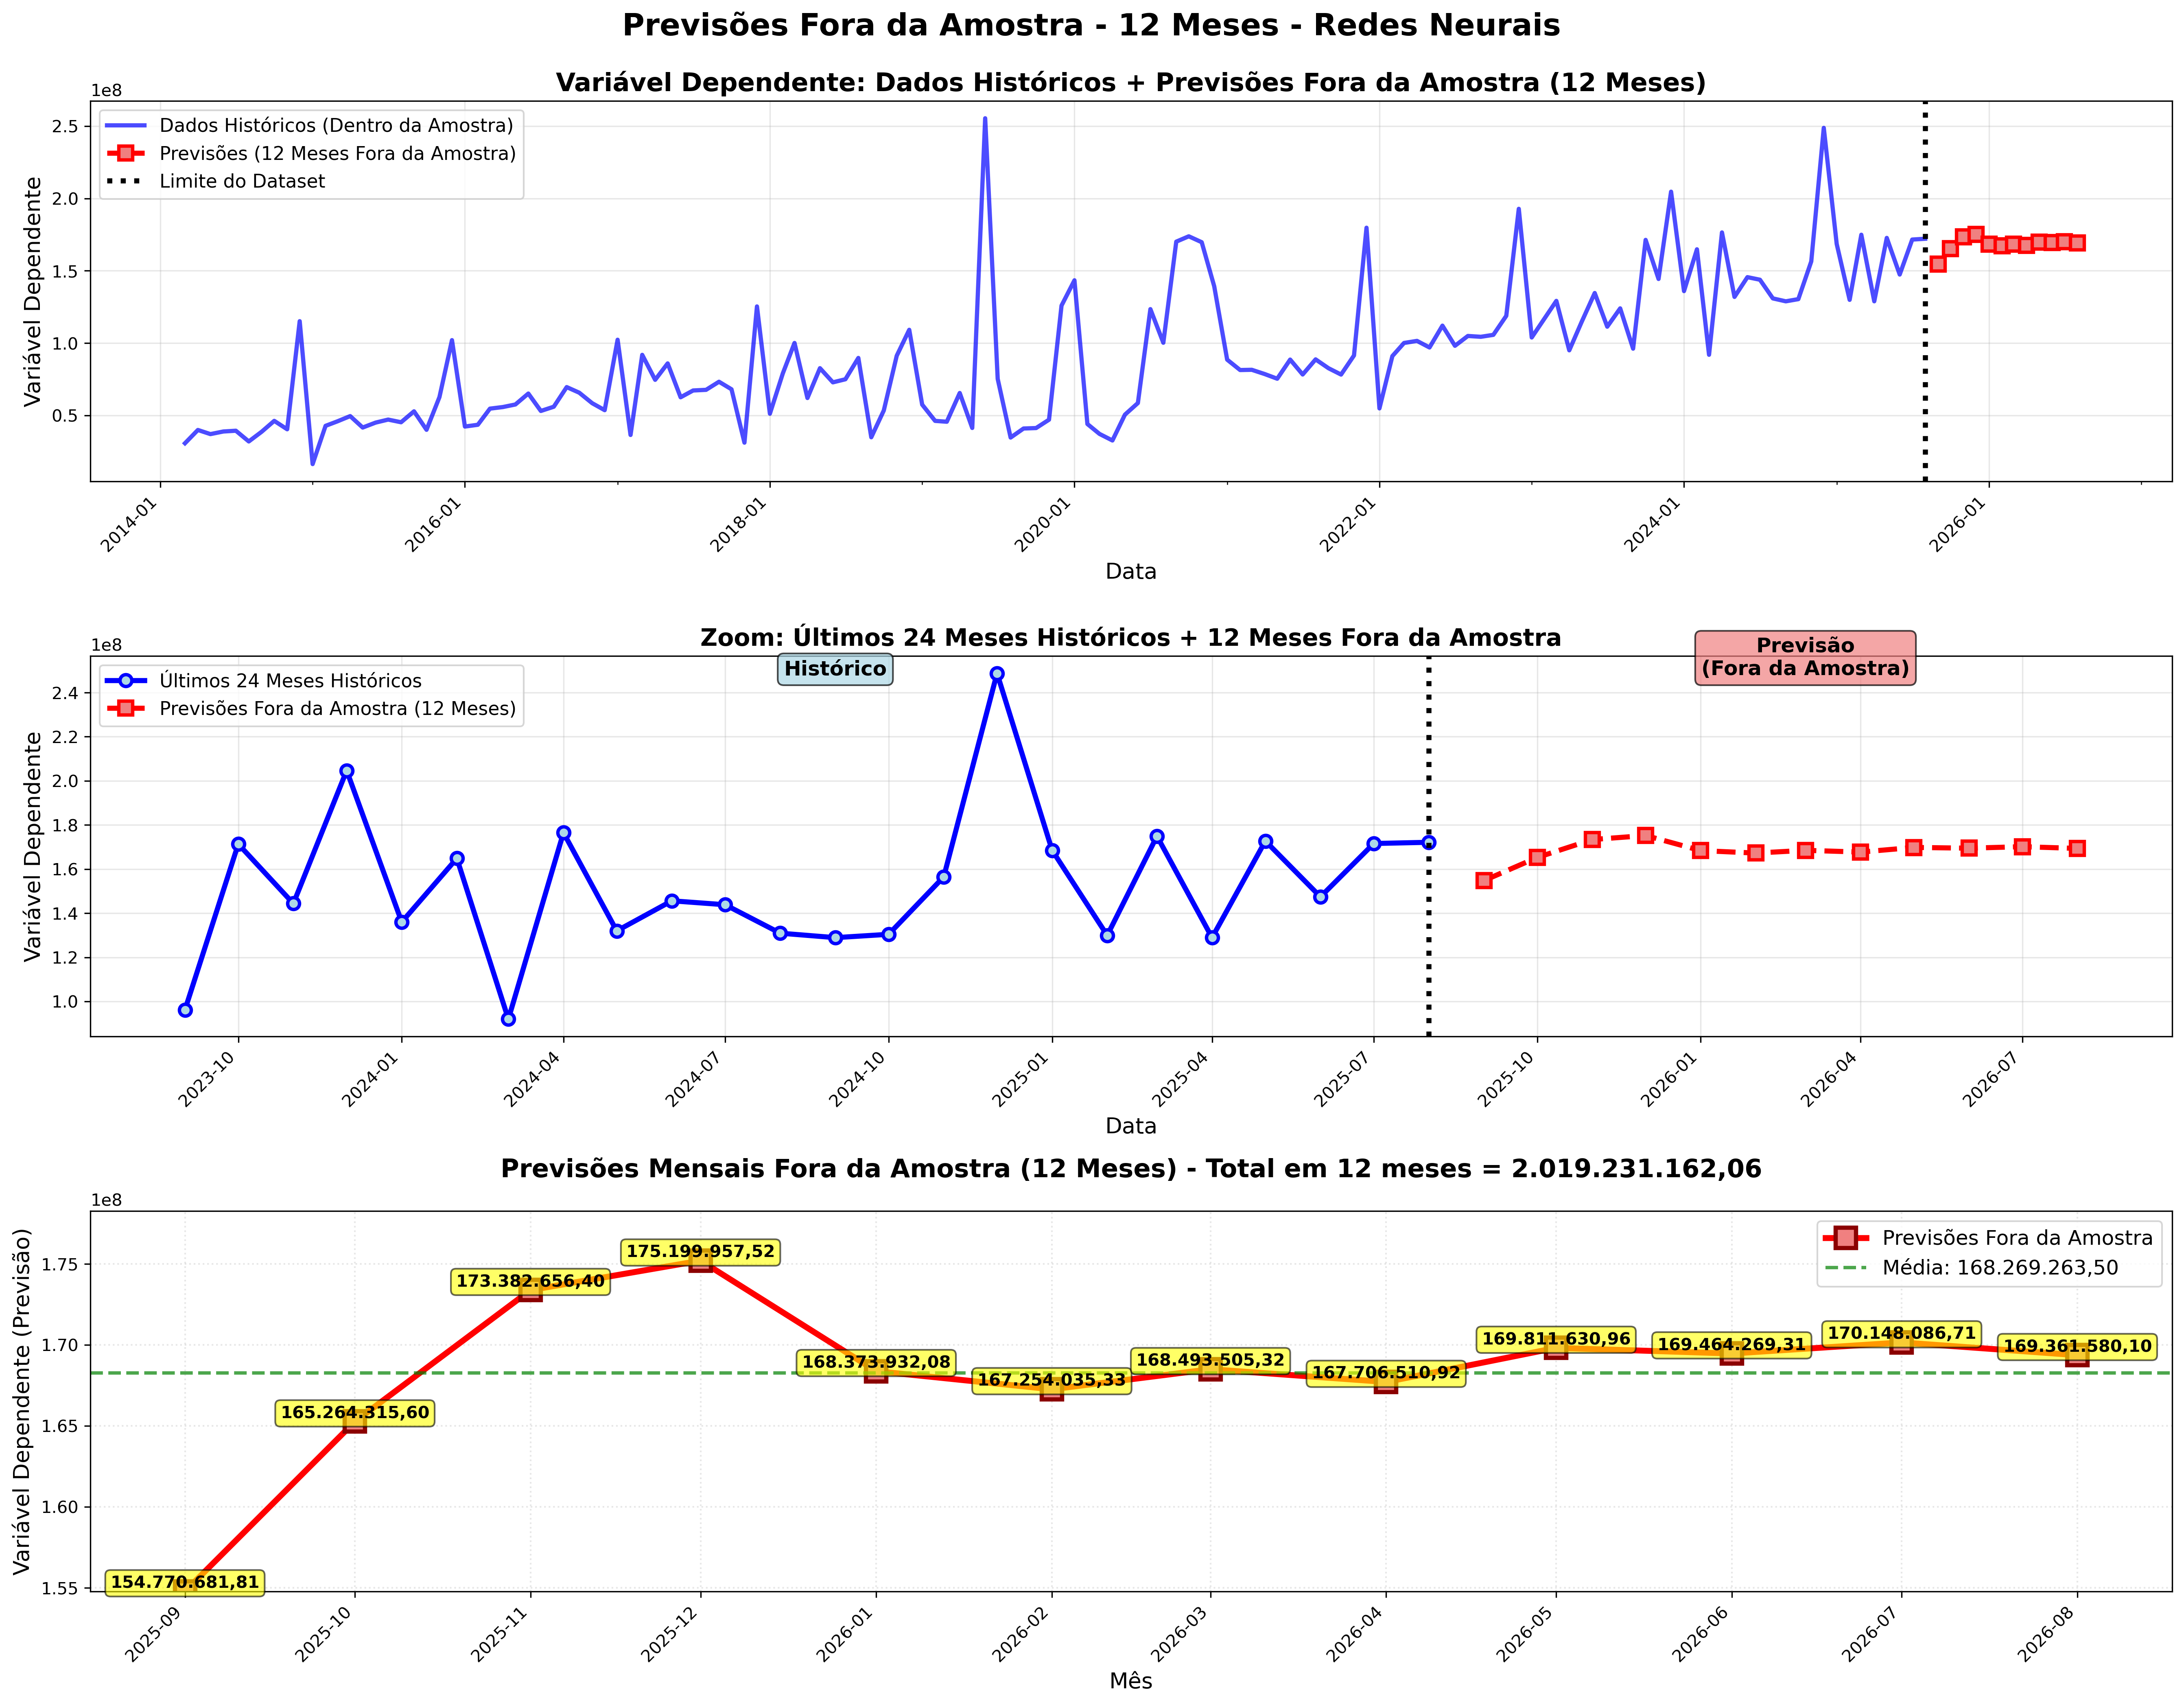 Previsões Fora da Amostra - 12 Meses - Redes Neurais
Variável Dependente: Dados Históricos + Previsões Fora da Amostra (12 Meses)
1e8
Dados Históricos (Dentro da Amostra)
Previsões (12 Meses Fora da Amostra)
Limite do Dataset
Variável Dependente
2.5
2.0
1.5
1.0
0.5
2014-01
2016-01
2018-01
2020-01
2022-01
2024-01
2026-01
Data
Zoom: Últimos 24 Meses Históricos + 12 Meses Fora da Amostra
1e8
Últimos 24 Meses Históricos
Previsões Fora da Amostra (12 Meses)
Histórico
Previsão
(Fora da Amostra)
Variável Dependente
2.4
2.2
2.0
1.8
1.6
1.4
1.2
1.0
2023-10
2024-01
2024-04
2024-07
2024-10
2025-01
2025-04
2025-07
2025-10
2026-01
2026-04
2026-07
Data
Previsões Mensais Fora da Amostra (12 Meses) - Total em 12 meses = 2.019.231.162,06
1e8
Previsões Fora da Amostra
Média: 168.269.263,50
Variável Dependente (Previsão)
1.75
1.70
1.65
1.60
1.55
154.770.681,81
165.264.315,60
173.382.656,40
175.199.957,52
168.373.932,08
167.254.035,33
168.493.505,32
167.706.510,92
169.811.630,96
169.464.269,31
170.148.086,71
169.361.580,10
2025-09
2025-10
2025-11
2025-12
2026-01
2026-02
2026-03
2026-04
2026-05
2026-06
2026-07
2026-08
Mês